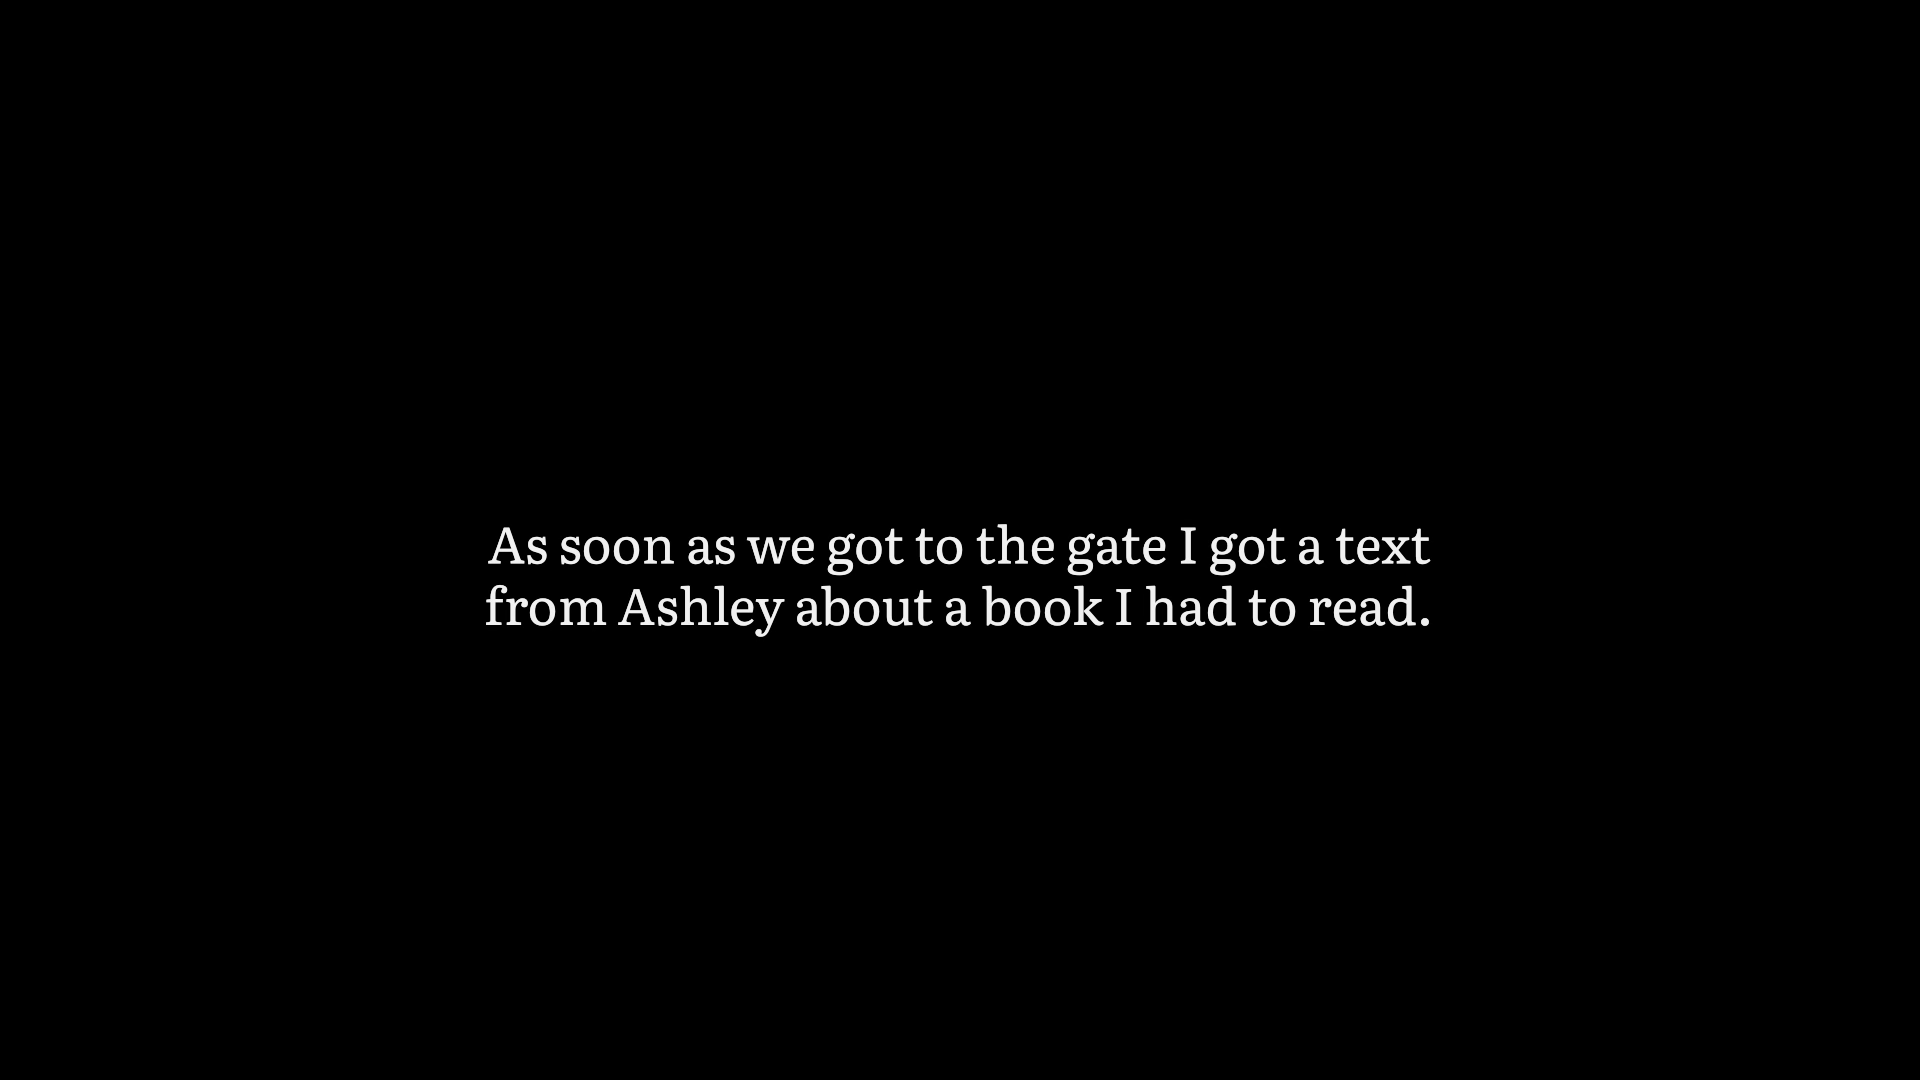 As soon as we got to the gate I got a text
from Ashley about a book I had to read.